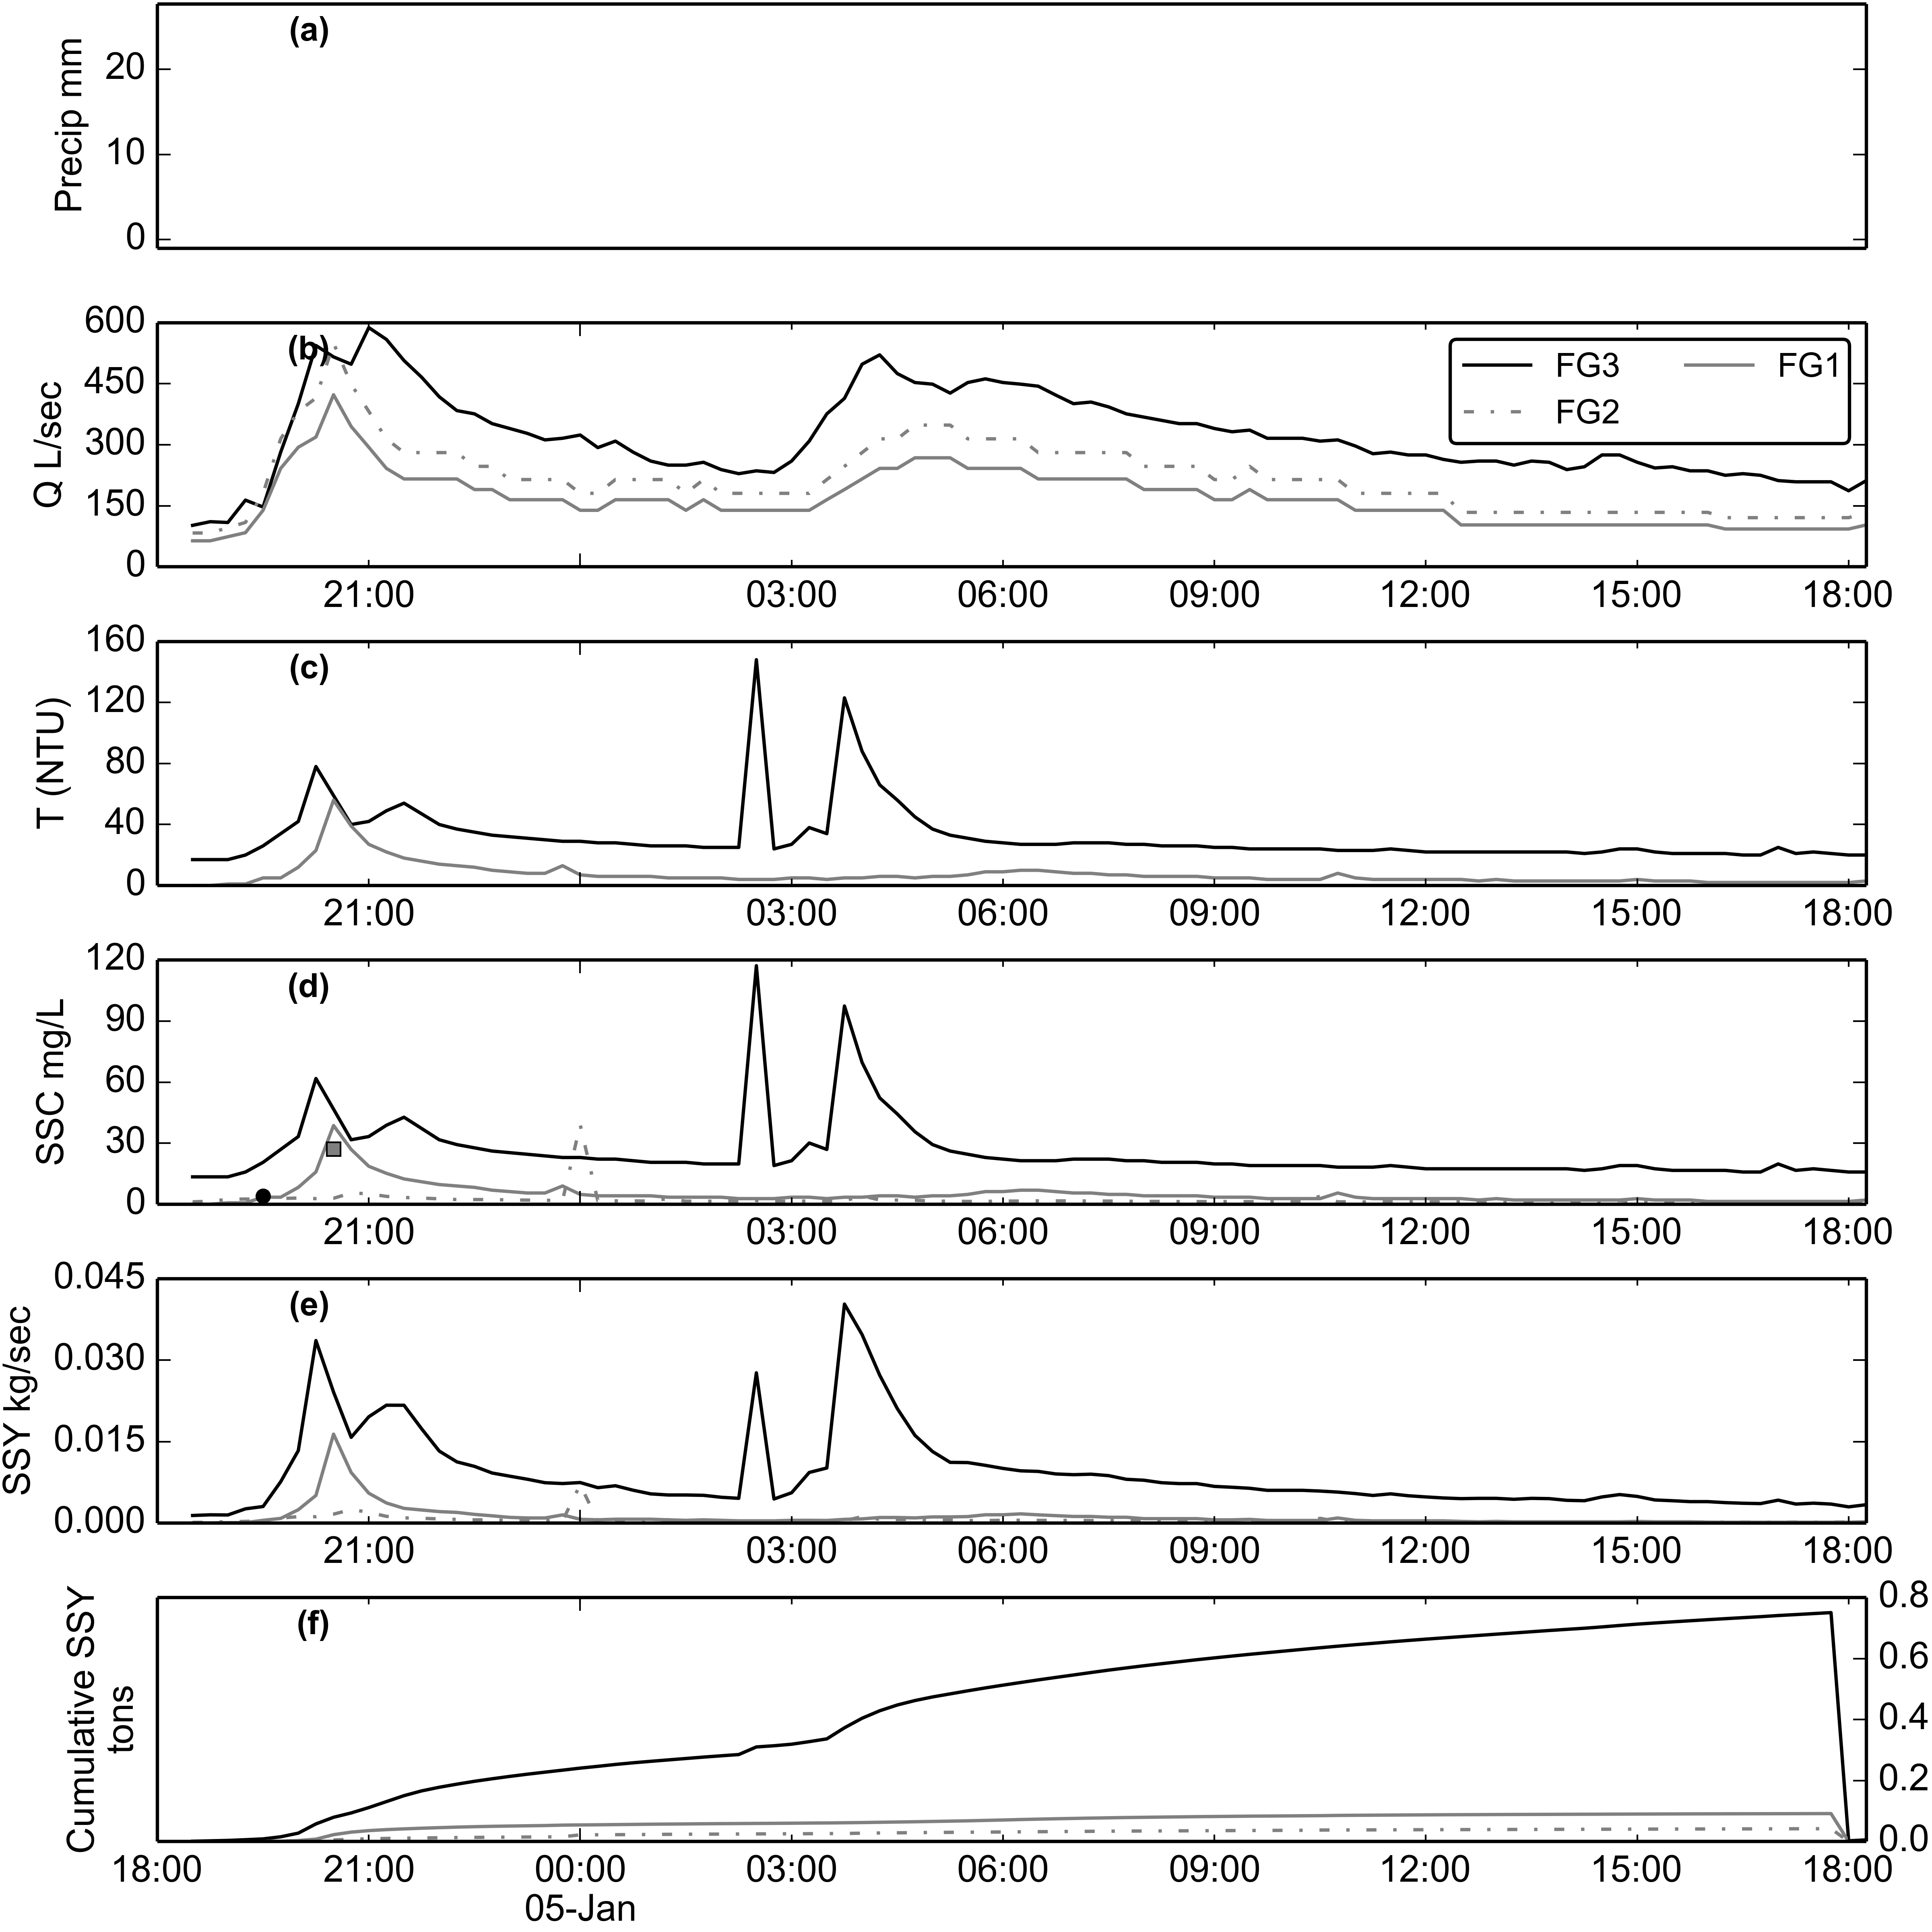 (a)
Precip mm
20
10
0
(b)
Q L/sec
600
450
300
150
0
FG3 FG1
FG2
21:00 03:00 06:00 09:00 12:00 15:00 18:00
(c)
T (NTU)
160
120
80
40
0
21:00 03:00 06:00 09:00 12:00 15:00 18:00
(d)
SSC mg/L
120
90
60
30
0
21:00 03:00 06:00 09:00 12:00 15:00 18:00
(e)
SSY kg/sec
0.045
0.030
0.015
0.000
21:00 03:00 06:00 09:00 12:00 15:00 18:00
(f)
Cumulative SSY
tons
0.8
0.6
0.4
0.2
0.0
18:00 21:00 00:00 03:00 06:00 09:00 12:00 15:00 18:00
05-Jan